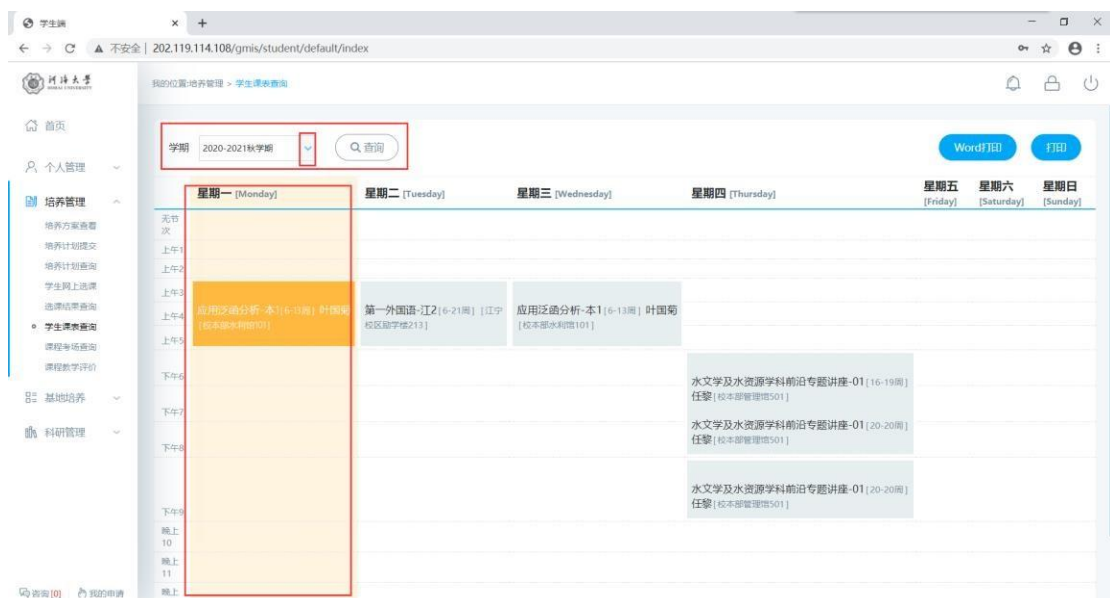 学生端
不安全 | 202.119.114.108/gmis/student/default/index
河海大学
HOHAI UNIVERSITY
我的位置:培养管理 > 学生课表查询
首页
个人管理
培养管理
培养方案查看
培养计划提交
培养计划查询
学生网上选课
选课结果查询
学生课表查询
课程考场查询
课程教学评价
基地培养
科研管理
咨询[0] 我的申请
学期 2020-2021秋学期 查询
Word打印 打印
星期一 [Monday] 星期二 [Tuesday] 星期三 [Wednesday] 星期四 [Thursday] 星期五 [Friday] 星期六 [Saturday] 星期日 [Sunday]
无节次
上午1
上午2
上午3
上午4
上午5
应用泛函分析-本1[6-13周] 叶国菊
[校本部水利馆101]
第一外国语-江2[6-21周] [江宁
校区励学楼213]
应用泛函分析-本1[6-13周] 叶国菊
[校本部水利馆101]
下午6
下午7
下午8
水文学及水资源学科前沿专题讲座-01[16-19周]
任黎[校本部管理馆501]
水文学及水资源学科前沿专题讲座-01[20-20周]
任黎[校本部管理馆501]
下午9
水文学及水资源学科前沿专题讲座-01[20-20周]
任黎[校本部管理馆501]
晚上
10
晚上
11
晚上